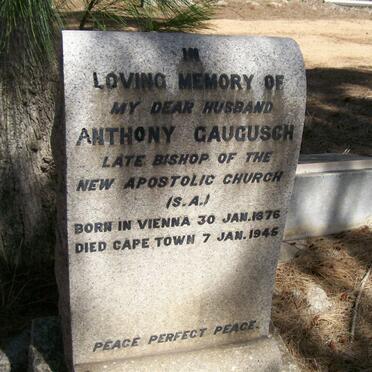 IN
LOVING MEMORY OF
MY DEAR HUSBAND
ANTHONY GAUGUSCH
LATE BISHOP OF THE
NEW APOSTOLIC CHURCH
(S.A.)
BORN IN VIENNA 30 JAN. 1876
DIED CAPE TOWN 7 JAN. 1945
PEACE PERFECT PEACE.